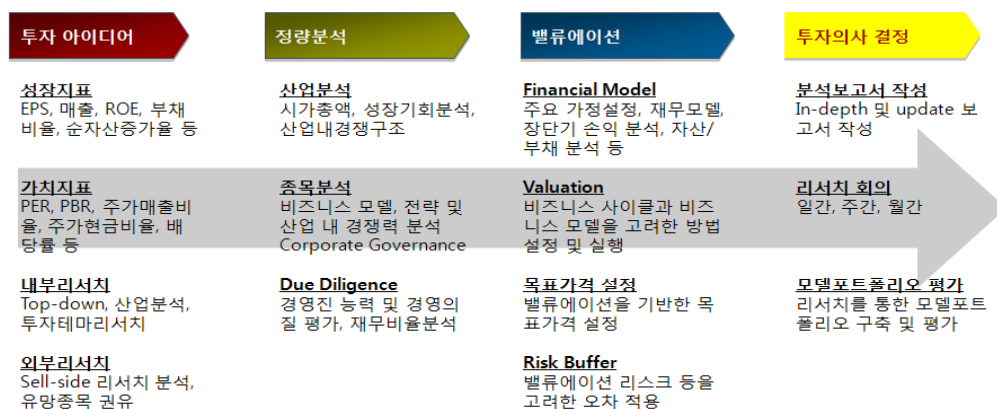 투자 아이디어
정량분석
밸류에이션
투자의사 결정
성장지표
EPS, 매출, ROE, 부채
비율, 순자산증가율 등
가치지표
PER, PBR, 주가매출비
율, 주가현금비율, 배
당률 등
내부리서치
Top-down, 산업분석,
투자테마리서치
외부리서치
Sell-side 리서치 분석,
유망종목 권유
산업분석
시가총액, 성장기회분석,
산업내경쟁구조
종목분석
비즈니스 모델, 전략 및
산업 내 경쟁력 분석
Corporate Governance
Due Diligence
경영진 능력 및 경영의
질 평가, 재무비율분석
Financial Model
주요 가정설정, 재무모델,
장단기 손익 분석, 자산/
부채 분석 등
Valuation
비즈니스 사이클과 비즈
니스 모델을 고려한 방법
설정 및 실행
목표가격 설정
밸류에이션을 기반한 목
표가격 설정
Risk Buffer
밸류에이션 리스크 등을
고려한 오차 적용
분석보고서 작성
In-depth 및 update 보
고서 작성
리서치 회의
일간, 주간, 월간
모델포트폴리오 평가
리서치를 통한 모델포트
폴리오 구축 및 평가